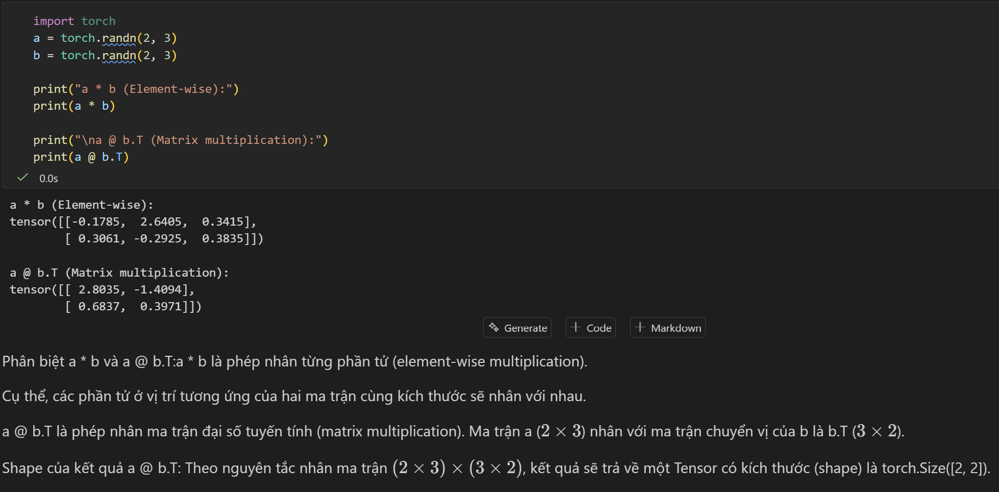 import torch
a = torch.randn(2, 3)
b = torch.randn(2, 3)
print("a * b (Element-wise):")
print(a * b)
print("\na @ b.T (Matrix multiplication):")
print(a @ b.T)
0.0s
a * b (Element-wise):
tensor([[-0.1785,  2.6405,  0.3415],
        [ 0.3061, -0.2925,  0.3835]])
a @ b.T (Matrix multiplication):
tensor([[ 2.8035, -1.4094],
        [ 0.6837,  0.3971]])
Generate + Code + Markdown
Phân biệt a * b và a @ b.T:a * b là phép nhân từng phần tử (element-wise multiplication).
Cụ thể, các phần tử ở vị trí tương ứng của hai ma trận cùng kích thước sẽ nhân với nhau.
a @ b.T là phép nhân ma trận đại số tuyến tính (matrix multiplication). Ma trận a (2 × 3) nhân với ma trận chuyển vị của b là b.T (3 × 2).
Shape của kết quả a @ b.T: Theo nguyên tắc nhân ma trận (2 × 3) × (3 × 2), kết quả sẽ trả về một Tensor có kích thước (shape) là torch.Size([2, 2]).